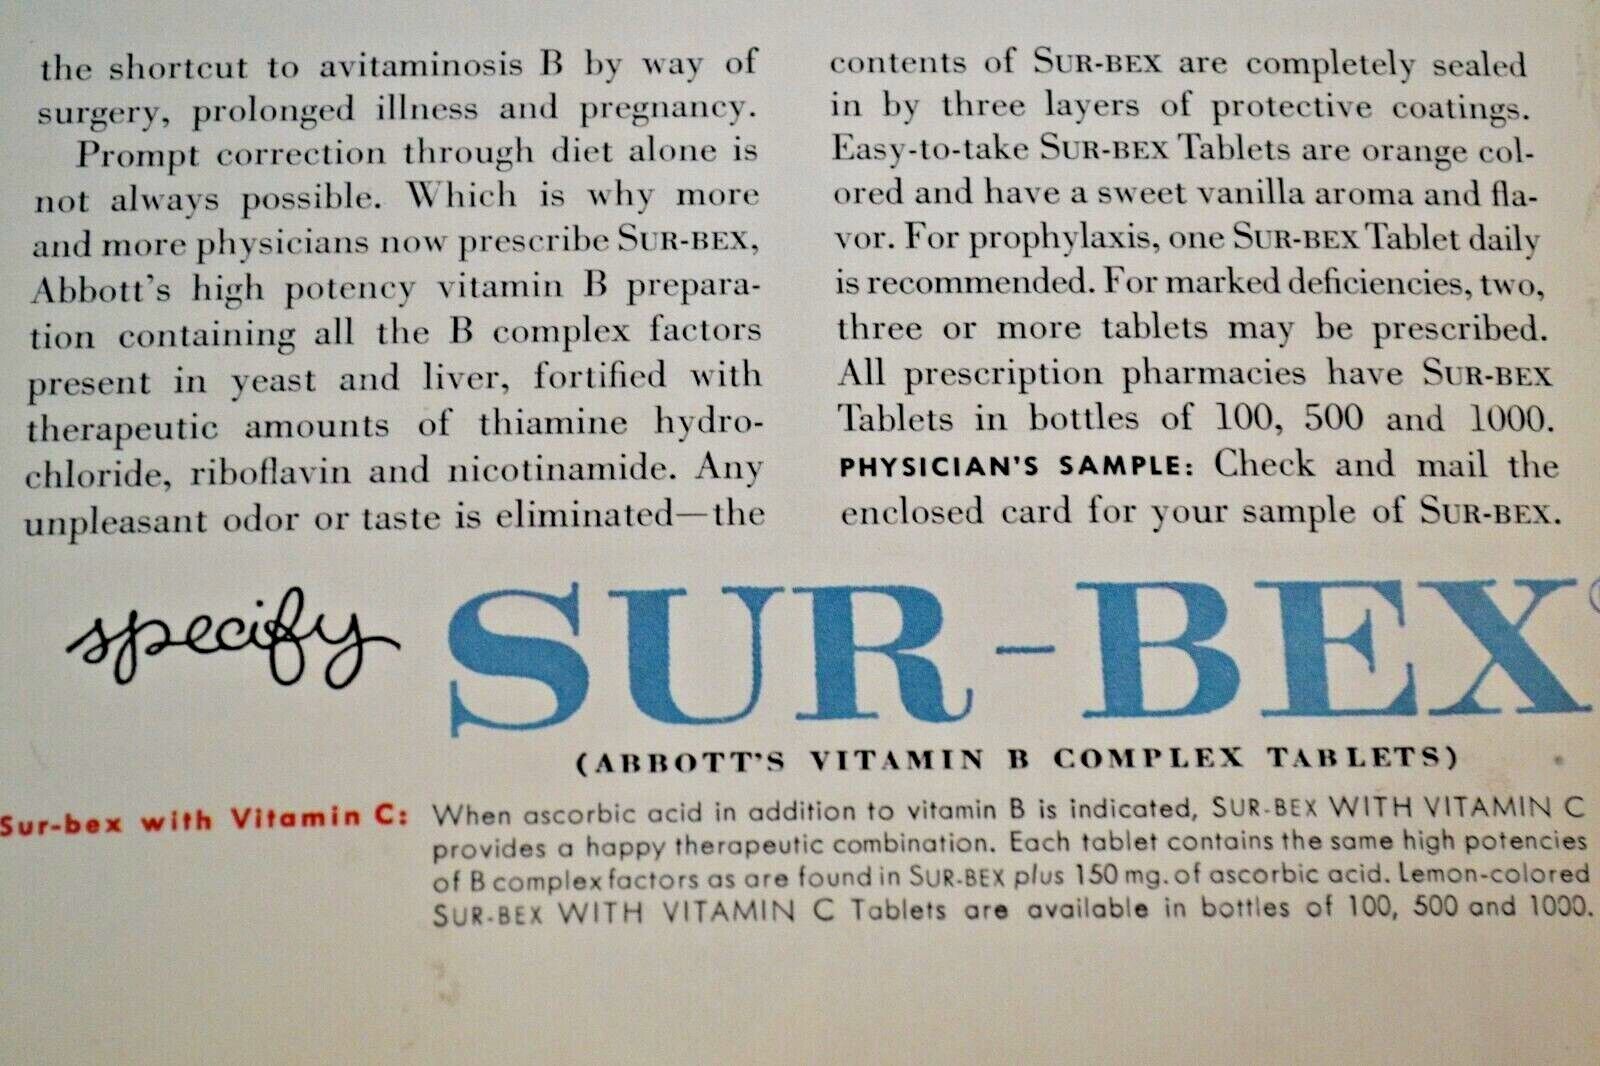 the shortcut to avitaminosis B by way of
surgery, prolonged illness and pregnancy.
Prompt correction through diet alone is
not always possible. Which is why more
and more physicians now prescribe SUR-BEX,
Abbott's high potency vitamin B prepara-
tion containing all the B complex factors
present in yeast and liver, fortified with
therapeutic amounts of thiamine hydro-
chloride, riboflavin and nicotinamide. Any
unpleasant odor or taste is eliminated—the
contents of SUR-BEX are completely sealed
in by three layers of protective coatings.
Easy-to-take SUR-BEX Tablets are orange col-
ored and have a sweet vanilla aroma and fla-
vor. For prophylaxis, one SUR-BEX Tablet daily
is recommended. For marked deficiencies, two,
three or more tablets may be prescribed.
All prescription pharmacies have SUR-BEX
Tablets in bottles of 100, 500 and 1000.
PHYSICIAN'S SAMPLE: Check and mail the
enclosed card for your sample of SUR-BEX.
specify SUR-BEX
(ABBOTT'S VITAMIN B COMPLEX TABLETS)
Sur-bex with Vitamin C: When ascorbic acid in addition to vitamin B is indicated, SUR-BEX WITH VITAMIN C
provides a happy therapeutic combination. Each tablet contains the same high potencies
of B complex factors as are found in SUR-BEX plus 150 mg. of ascorbic acid. Lemon-colored
SUR-BEX WITH VITAMIN C Tablets are available in bottles of 100, 500 and 1000.